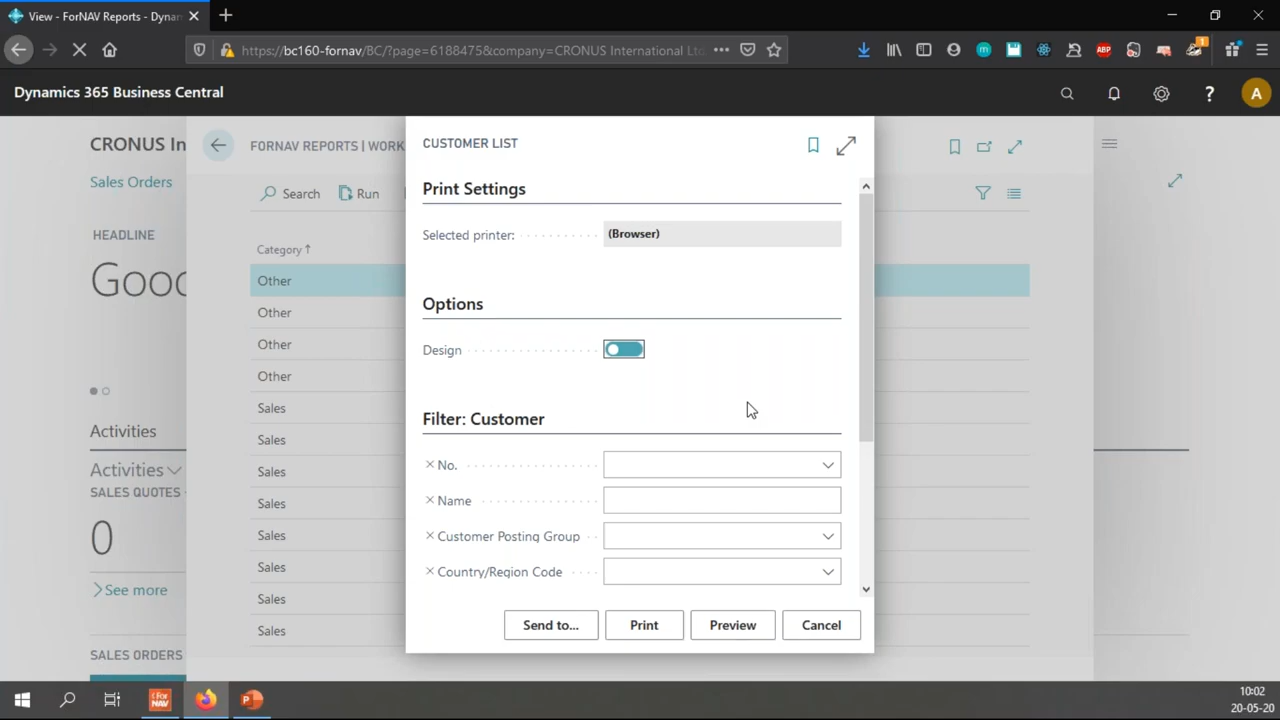 View - ForNAV Reports - Dynam
https://bc160-fornav/BC/?page=6188475&company=CRONUS International Ltd
ABP
1
Dynamics 365 Business Central
?
A
CRONUS In
Sales Orders
HEADLINE
Good
Activities
Activities
SALES QUOTES
0
See more
SALES ORDERS
FORNAV REPORTS | WORK
Search
Run
Category ↑
Other
Other
Other
Other
Sales
Sales
Sales
Sales
Sales
Sales
Sales
Sales
CUSTOMER LIST
Print Settings
Selected printer:
(Browser)
Options
Design
Filter: Customer
× No.
× Name
× Customer Posting Group
× Country/Region Code
Send to...
Print
Preview
Cancel
ForNAV
P
10:02
20-05-20